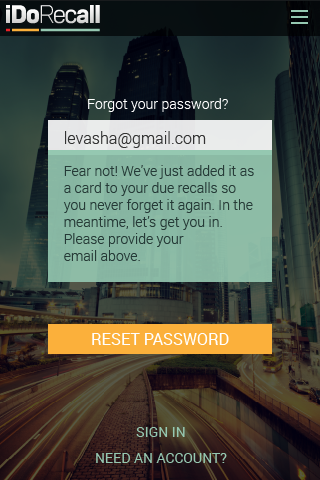 iDoRecall
Forgot your password?
levasha@gmail.com
Fear not! We've just added it as
a card to your due recalls so
you never forget it again. In the
meantime, let's get you in.
Please provide your
email above.
RESET PASSWORD
SIGN IN
NEED AN ACCOUNT?